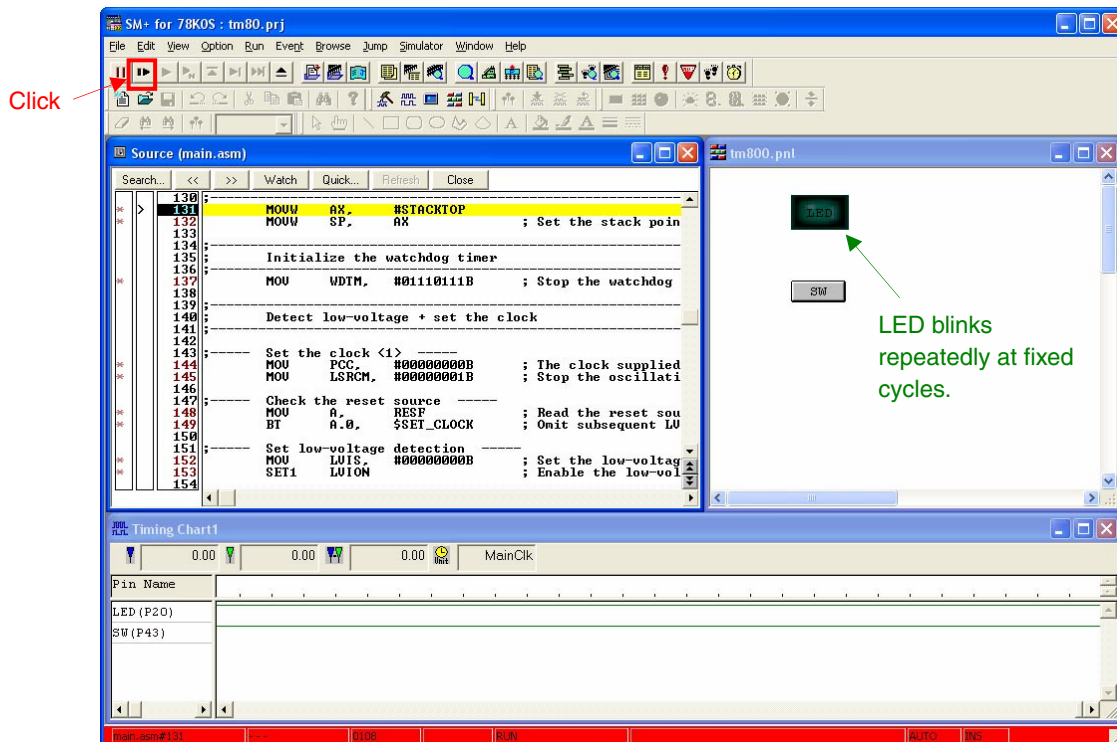 SM+ for 78K0S : tm80.prj
File Edit View Option Run Event Browse Jump Simulator Window Help
Click
Source (main.asm)
Search... << >> Watch Quick... Refresh Close
130 ;------------------------------
131 MOVW AX, #STACKTOP
132 MOVW SP, AX ; Set the stack poin
133
134 ;------------------------------
135 ; Initialize the watchdog timer
136 ;------------------------------
137 MOV WDTM, #01110111B ; Stop the watchdog
138
139 ;------------------------------
140 ; Detect low-voltage + set the clock
141 ;------------------------------
142
143 ;----- Set the clock <1> -----
144 MOV PCC, #00000000B ; The clock supplied
145 MOV LSRCM, #00000001B ; Stop the oscillati
146
147 ;----- Check the reset source -----
148 MOV A, RESF ; Read the reset sou
149 BT A.0, $SET_CLOCK ; Omit subsequent LV
150
151 ;----- Set low-voltage detection -----
152 MOV LVIS, #00000000B ; Set the low-voltag
153 SET1 LVION ; Enable the low-vol
154
tm800.pnl
LED
SW
LED blinks
repeatedly at fixed
cycles.
Timing Chart1
0.00 0.00 0.00 Unit MainClk
Pin Name
LED(P20)
SW(P43)
main.asm#131 --- 0108 RUN AUTO INS